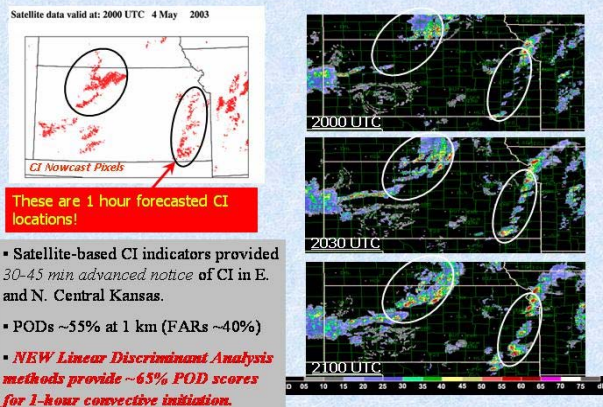 Satellite data valid at: 2000 UTC 4 May 2003
CI Nowcast Pixels
These are 1 hour forecasted CI
locations!
▪ Satellite-based CI indicators provided
30-45 min advanced notice of CI in E.
and N. Central Kansas.
▪ PODs ~55% at 1 km (FARs ~40%)
▪ NEW Linear Discriminant Analysis
methods provide ~65% POD scores
for 1-hour convective initiation.
2000 UTC
2030 UTC
2100 UTC
05 10 15 20 25 30 35 40 45 50 55 60 65 70 75